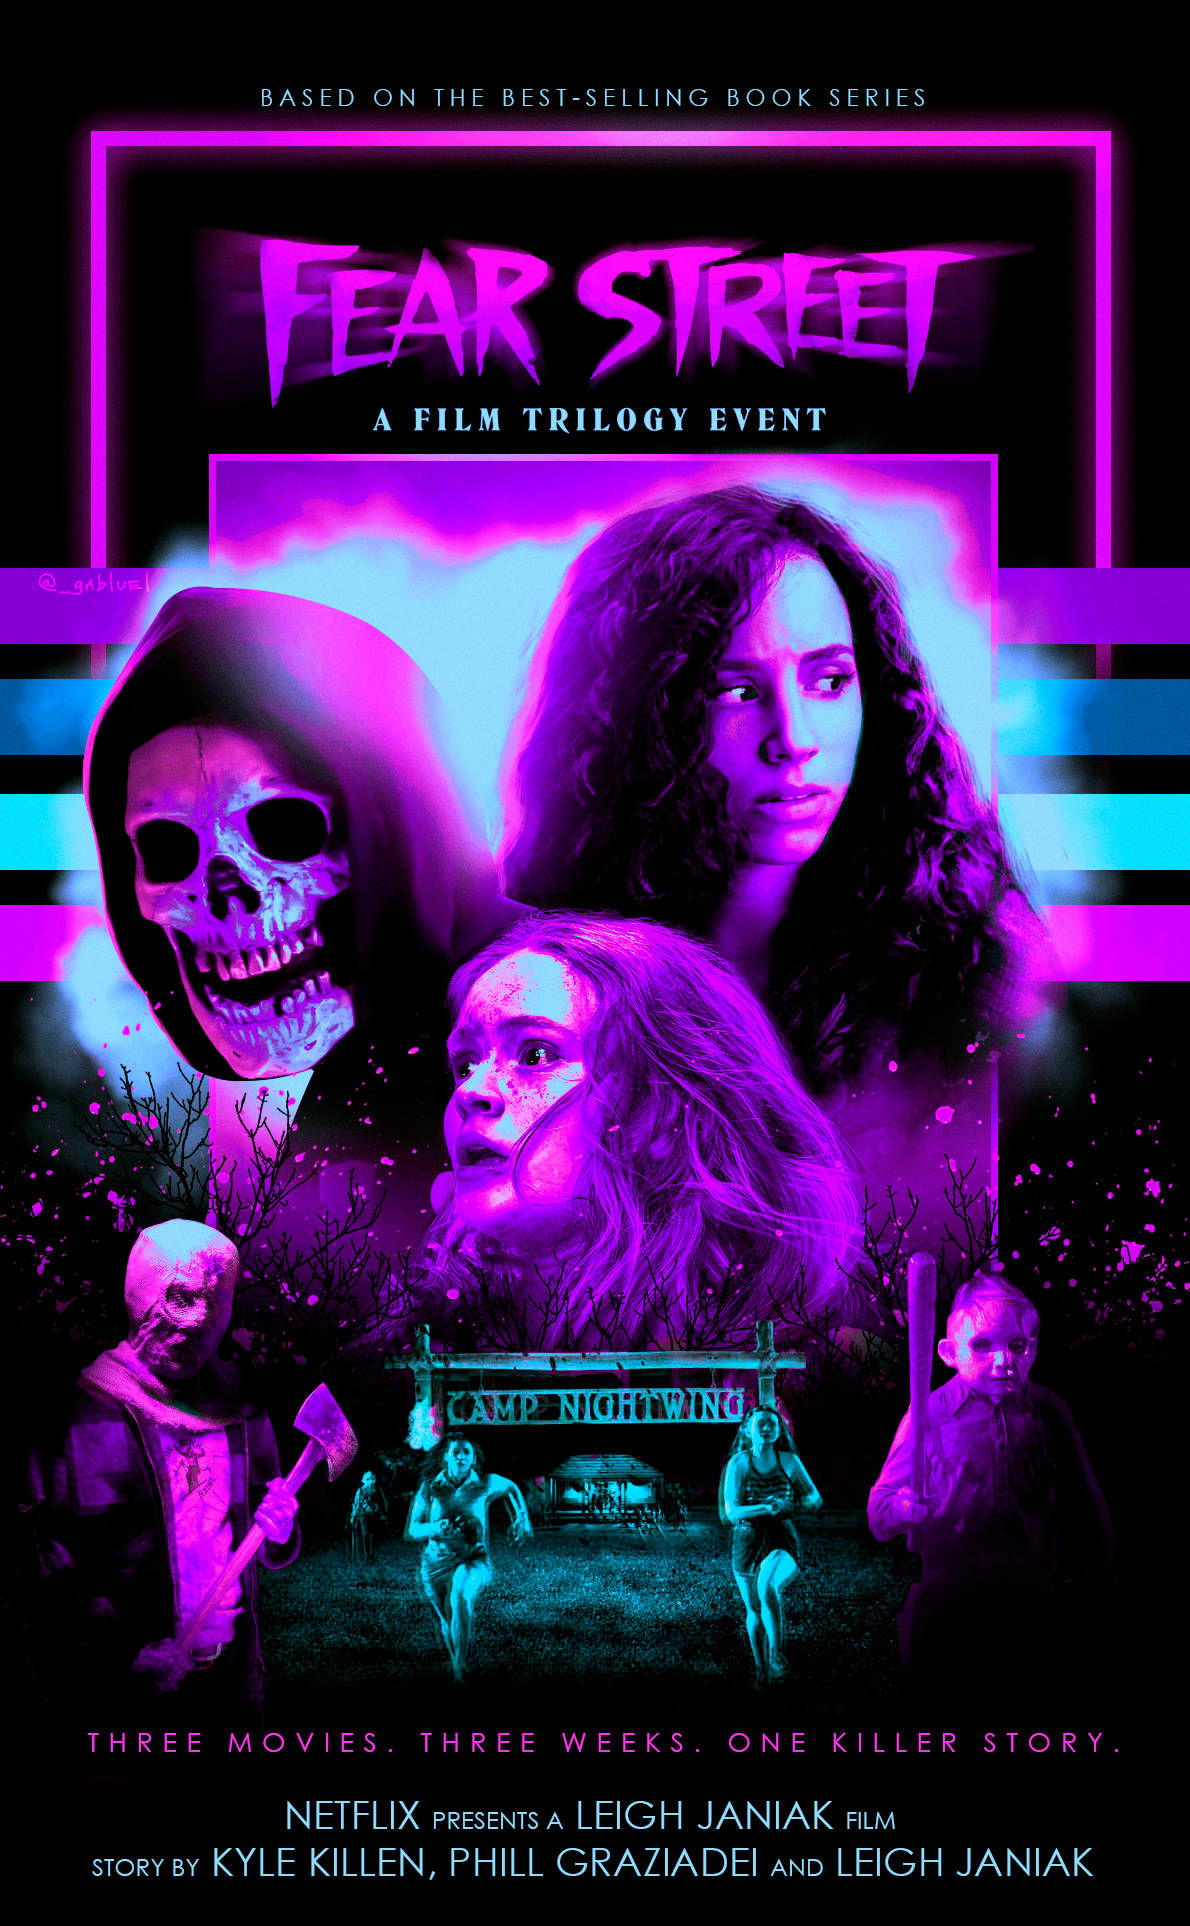 BASED ON THE BEST-SELLING BOOK SERIES
FEAR STREET
A FILM TRILOGY EVENT
@_gabluel
CAMP NIGHTWING
THREE MOVIES. THREE WEEKS. ONE KILLER STORY.
NETFLIX PRESENTS A LEIGH JANIAK FILM
STORY BY KYLE KILLEN, PHILL GRAZIADEI AND LEIGH JANIAK